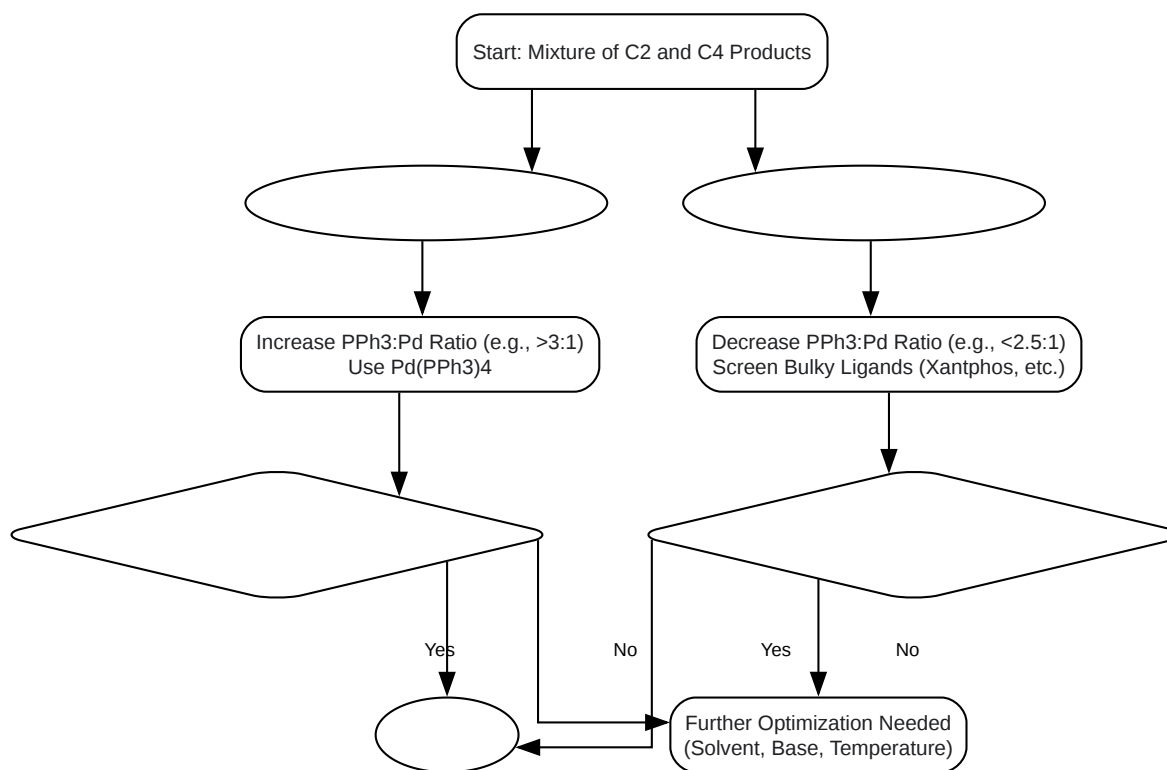 Start: Mixture of C2 and C4 Products
Increase PPh3:Pd Ratio (e.g., >3:1)
Use Pd(PPh3)4
Decrease PPh3:Pd Ratio (e.g., <2.5:1)
Screen Bulky Ligands (Xantphos, etc.)
Yes
No
Yes
No
Further Optimization Needed
(Solvent, Base, Temperature)